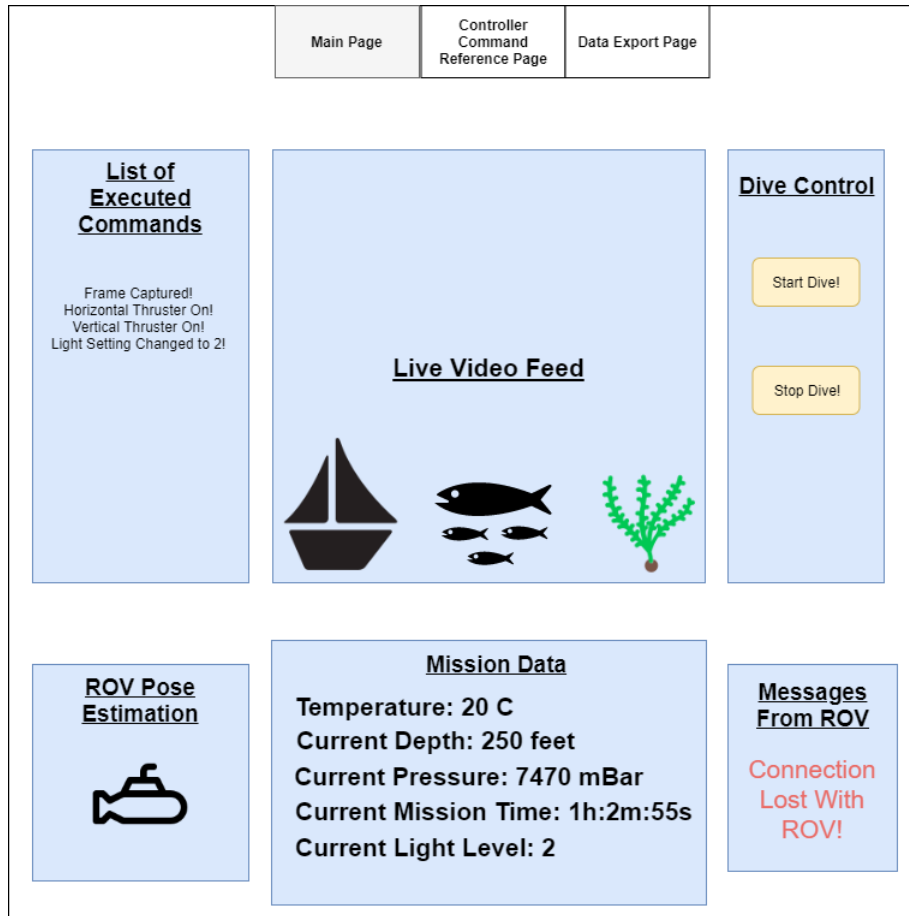 Main Page
Controller
Command
Reference Page
Data Export Page
List of
Executed
Commands
Frame Captured!
Horizontal Thruster On!
Vertical Thruster On!
Light Setting Changed to 2!
Live Video Feed
Dive Control
Start Dive!
Stop Dive!
ROV Pose
Estimation
Mission Data
Temperature: 20 C
Current Depth: 250 feet
Current Pressure: 7470 mBar
Current Mission Time: 1h:2m:55s
Current Light Level: 2
Messages
From ROV
Connection
Lost With
ROV!